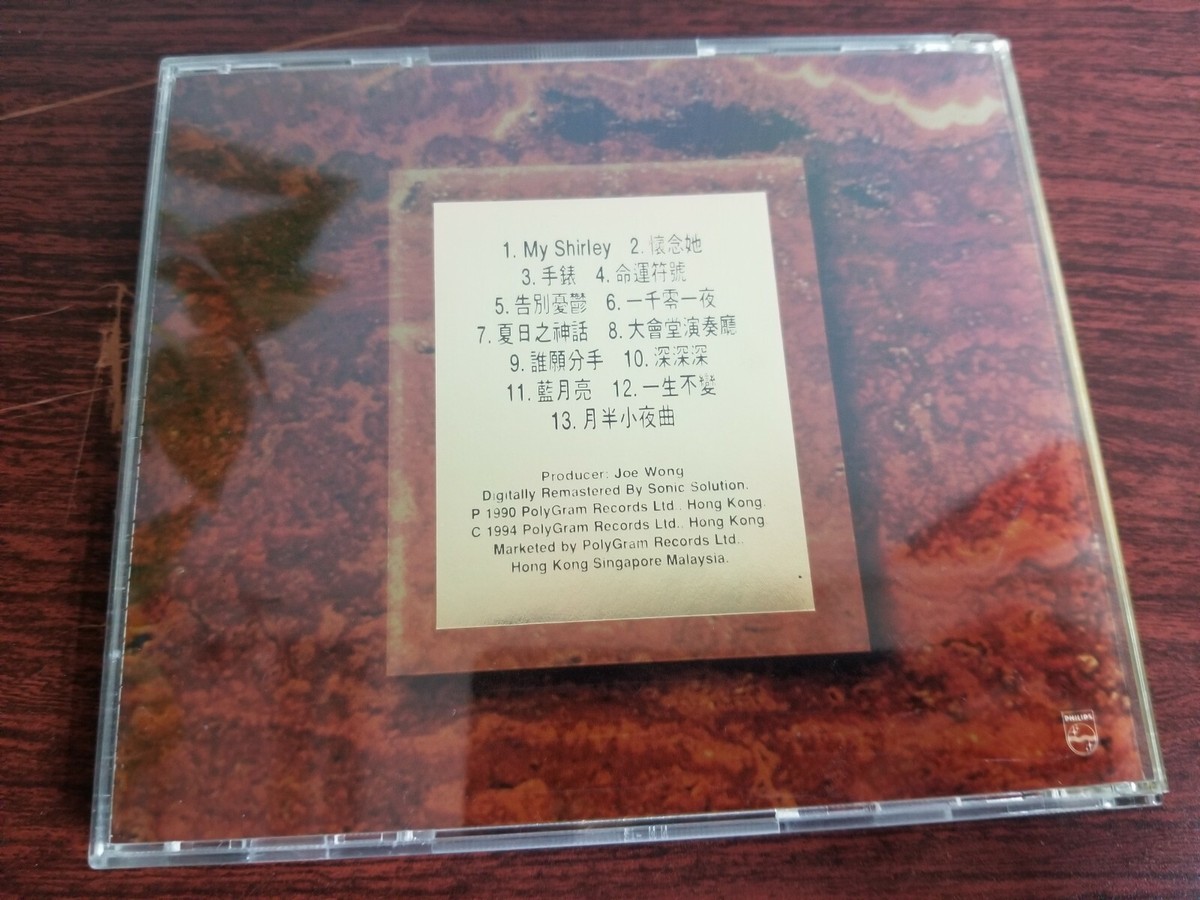 1. My Shirley 2. 懷念她
3. 手錶 4. 命運符號
5. 告別憂鬱 6. 一千零一夜
7. 夏日之神話 8. 大會堂演奏廳
9. 誰願分手 10. 深深深
11. 藍月亮 12. 一生不變
13. 月半小夜曲
Producer: Joe Wong
Digitally Remastered By Sonic Solution.
P 1990 PolyGram Records Ltd., Hong Kong.
C 1994 PolyGram Records Ltd., Hong Kong.
Marketed by PolyGram Records Ltd.,
Hong Kong Singapore Malaysia.
PHILIPS